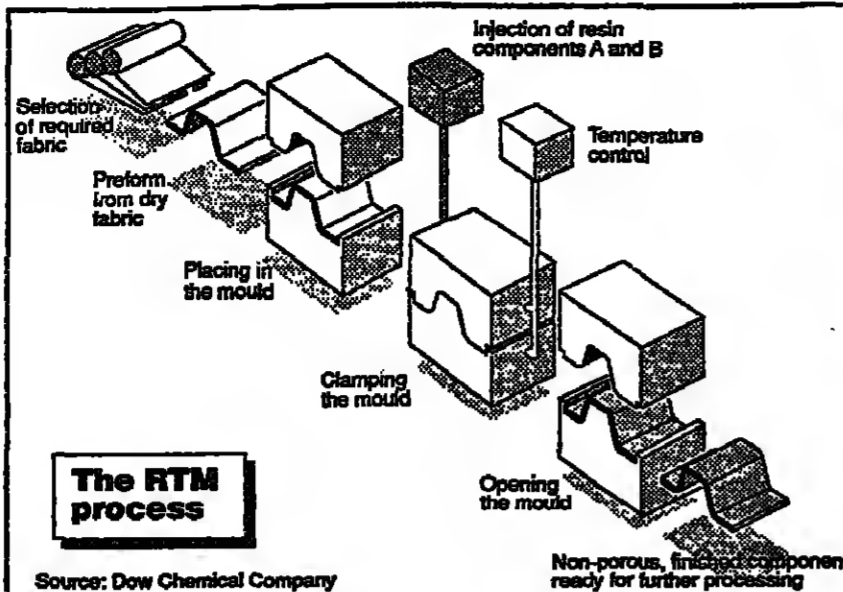 Injection of resin
components A and B
Selection
of required
fabric
Temperature
control
Preform
from dry
fabric
Placing in
the mould
Clamping
the mould
The RTM
process
Opening
the mould
Non-porous, finished componen
ready for further processing
Source: Dow Chemical Company